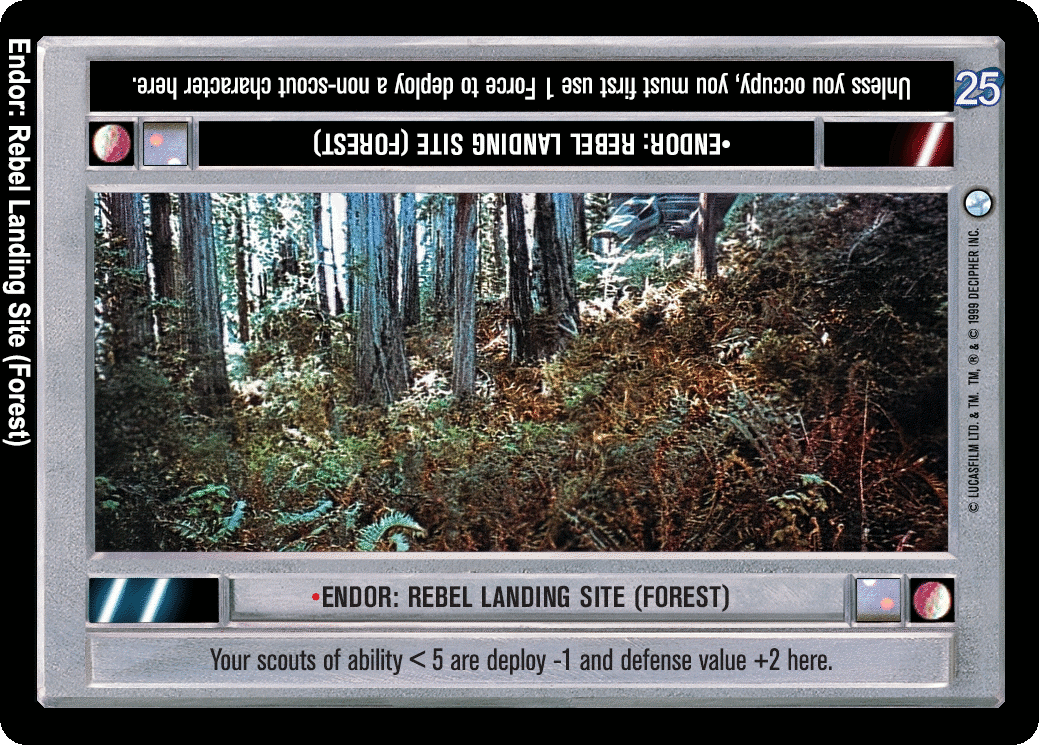 Endor: Rebel Landing Site (Forest)
Unless you occupy, you must first use 1 Force to deploy a non-scout character here.
25
•ENDOR: REBEL LANDING SITE (FOREST)
© LUCASFILM LTD. & TM. TM, ® & © 1999 DECIPHER INC.
•ENDOR: REBEL LANDING SITE (FOREST)
Your scouts of ability < 5 are deploy -1 and defense value +2 here.